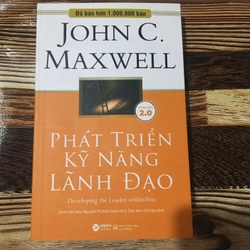 Đã bán hơn 1.000.000 bản
JOHN C.
MAXWELL
2.0
PHÁT TRIỂN
KỸ NĂNG
LÃNH ĐẠO
Developing the Leader within You